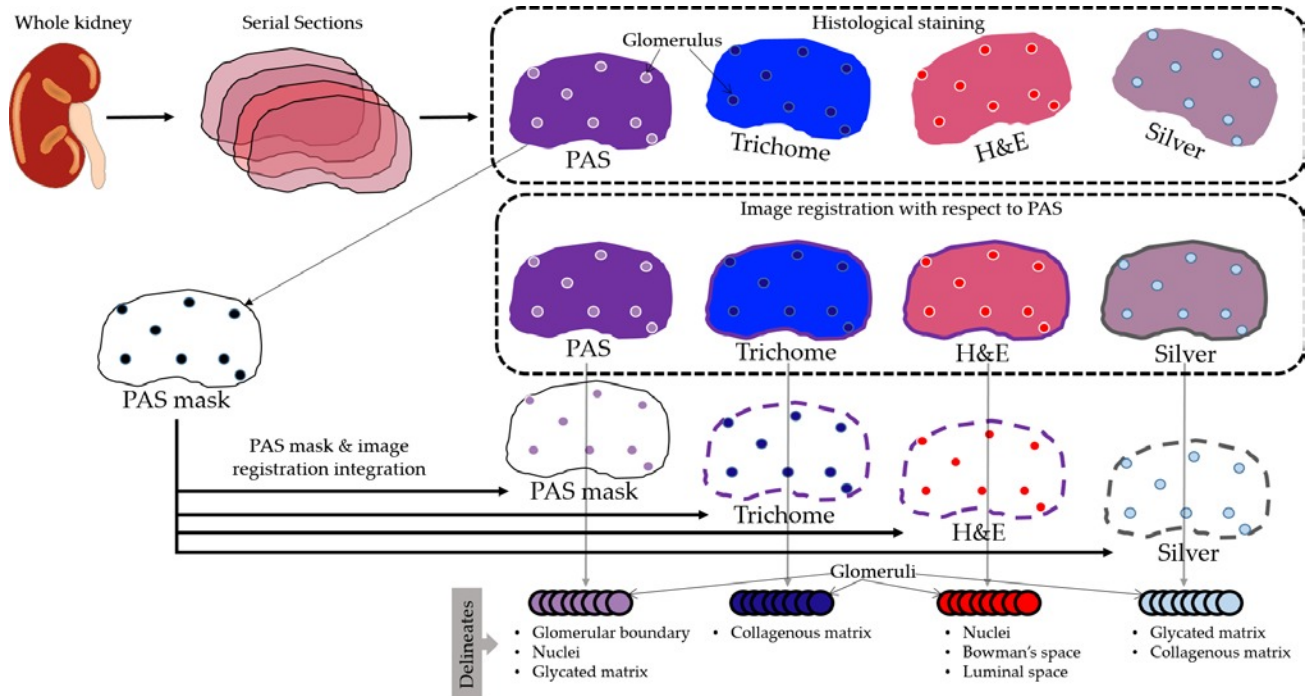 Whole kidney
Serial Sections
Histological staining
Glomerulus
PAS
Trichome
H&E
Silver
Image registration with respect to PAS
PAS
Trichome
H&E
Silver
PAS mask
PAS mask & image
registration integration
PAS mask
Trichome
H&E
Silver
Glomeruli
Delineates
• Glomerular boundary
• Nuclei
• Glycated matrix
• Collagenous matrix
• Nuclei
• Bowman's space
• Luminal space
• Glycated matrix
• Collagenous matrix